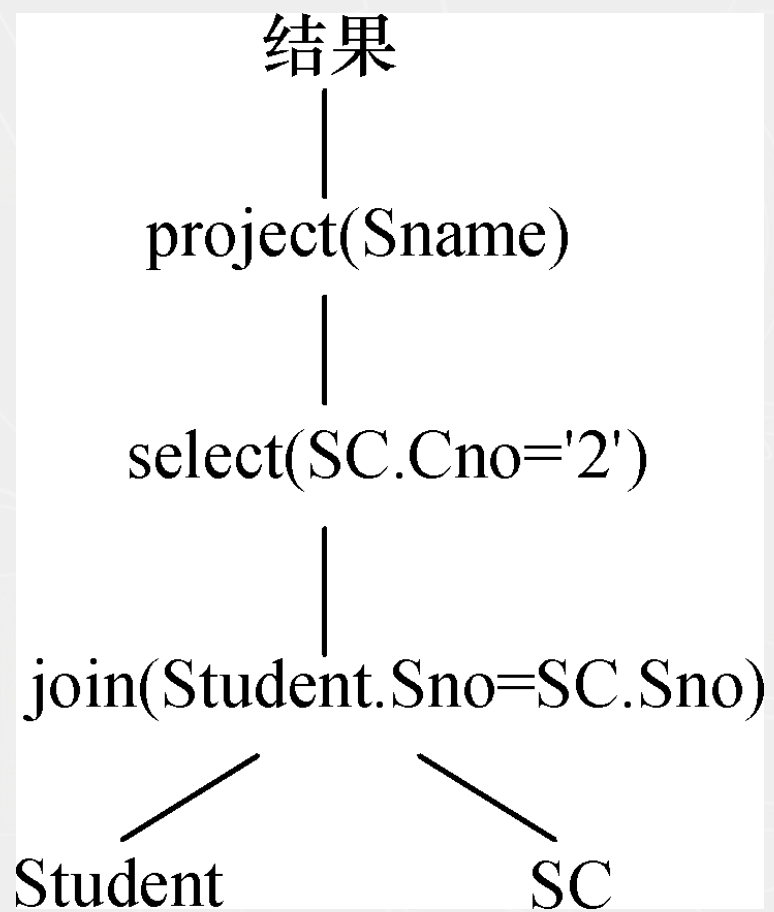 结果
project(Sname)
select(SC.Cno='2')
join(Student.Sno=SC.Sno)
Student
SC